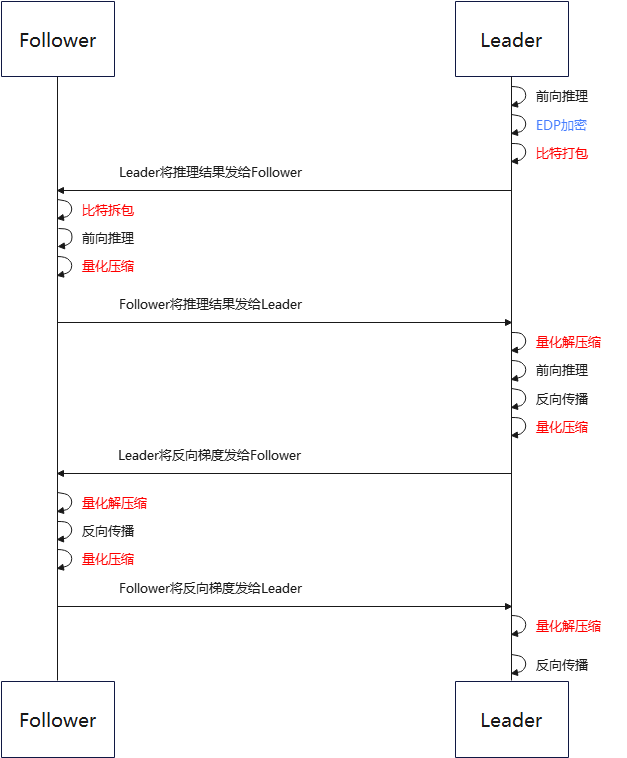 Follower
Leader
前向推理
EDP加密
比特打包
Leader将推理结果发给Follower
比特拆包
前向推理
量化压缩
Follower将推理结果发给Leader
量化解压缩
前向推理
反向传播
量化压缩
Leader将反向梯度发给Follower
量化解压缩
反向传播
量化压缩
Follower将反向梯度发给Leader
量化解压缩
反向传播
Follower
Leader